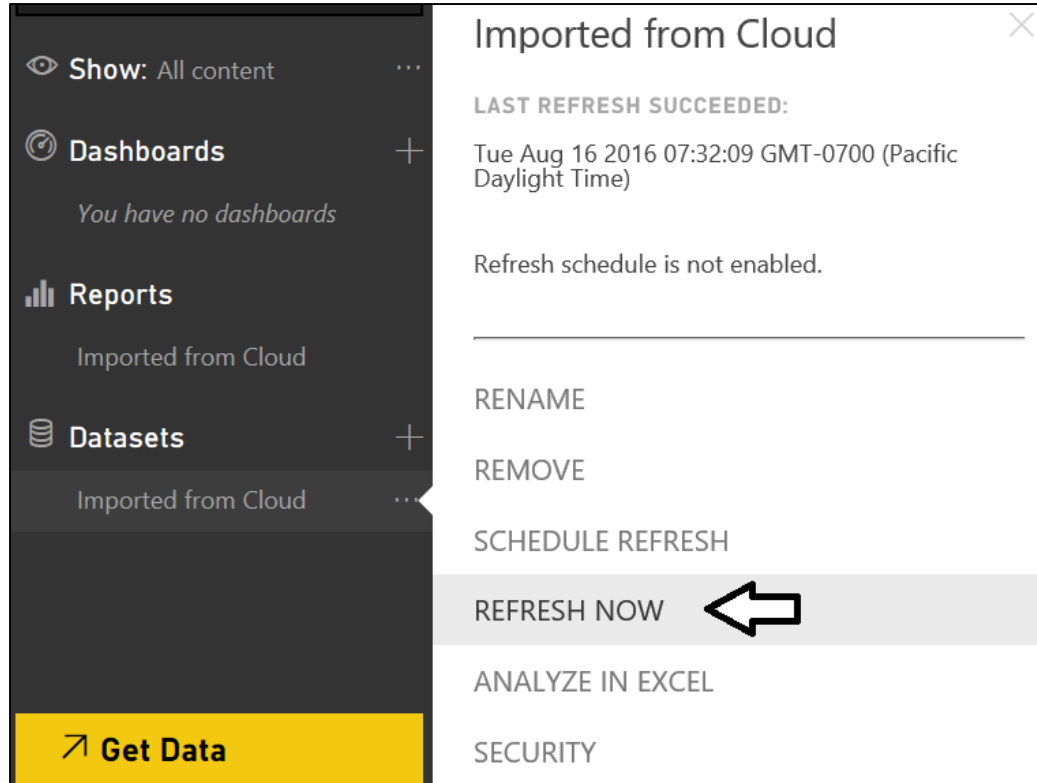 Show: All content ...
Dashboards
You have no dashboards
Reports
Imported from Cloud
Datasets
Imported from Cloud ...
Get Data
Imported from Cloud
LAST REFRESH SUCCEEDED:
Tue Aug 16 2016 07:32:09 GMT-0700 (Pacific
Daylight Time)
Refresh schedule is not enabled.
RENAME
REMOVE
SCHEDULE REFRESH
REFRESH NOW
ANALYZE IN EXCEL
SECURITY